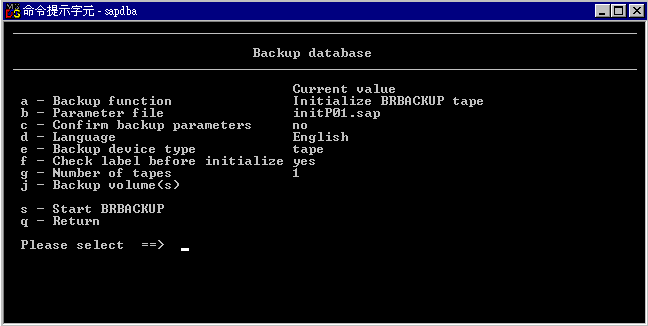 命令提示字元 - sapdba
Backup database
Current value
a - Backup function Initialize BRBACKUP tape
b - Parameter file initP01.sap
c - Confirm backup parameters no
d - Language English
e - Backup device type tape
f - Check label before initialize yes
g - Number of tapes 1
j - Backup volume(s)
s - Start BRBACKUP
q - Return
Please select ==> _